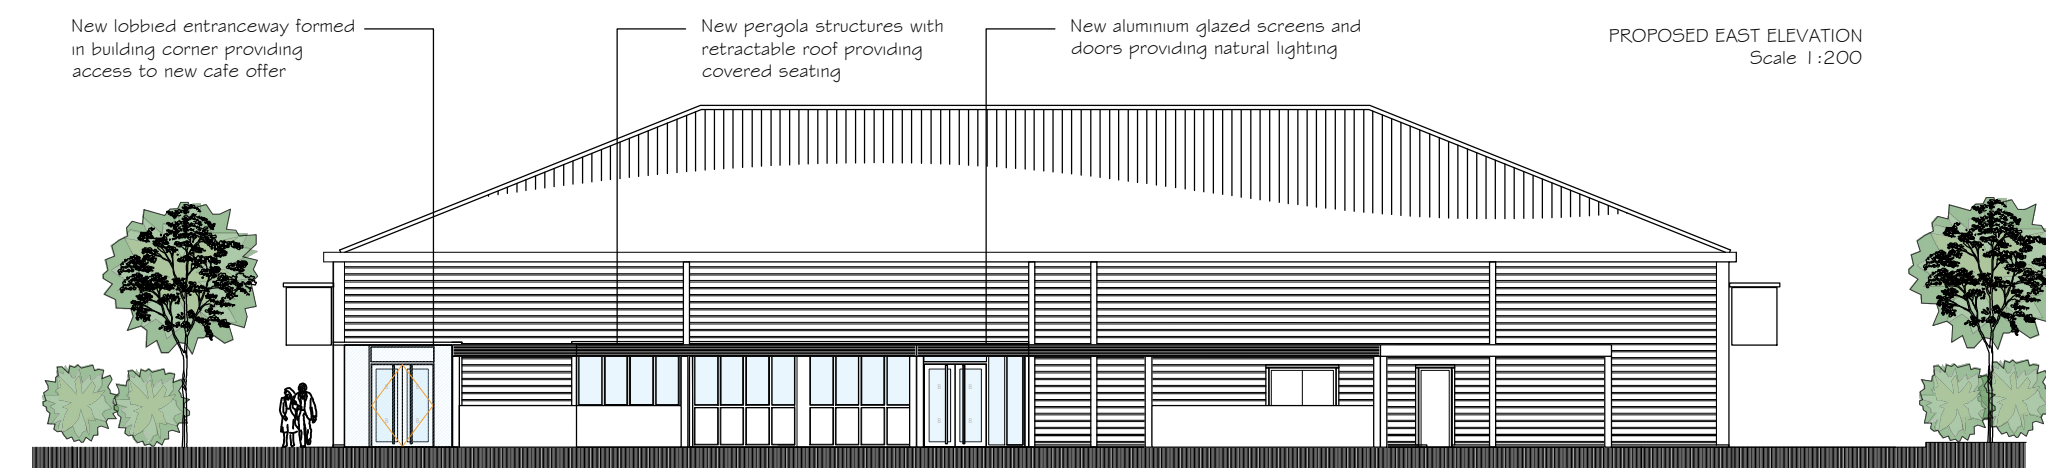 New lobbied entranceway formed
in building corner providing
access to new cafe offer
New pergola structures with
retractable roof providing
covered seating
New aluminium glazed screens and
doors providing natural lighting
PROPOSED EAST ELEVATION
Scale 1:200